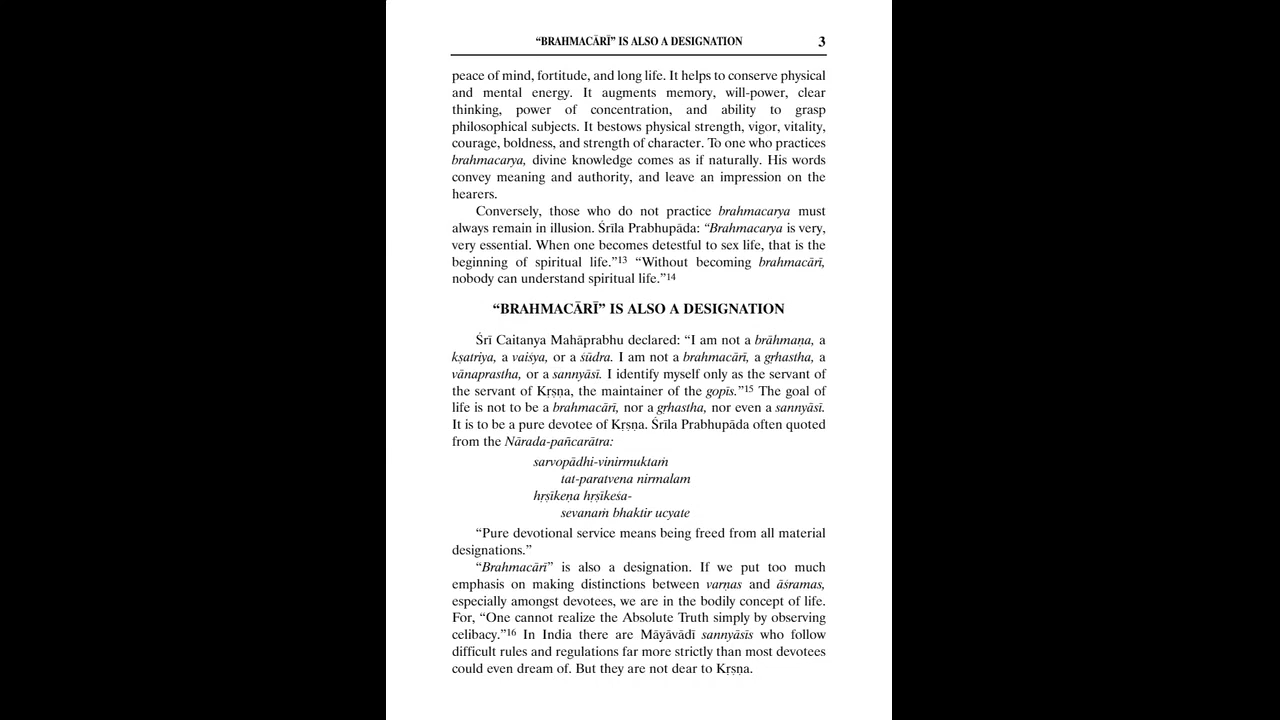 “BRAHMACĀRĪ” IS ALSO A DESIGNATION 3
peace of mind, fortitude, and long life. It helps to conserve physical
and mental energy. It augments memory, will-power, clear
thinking, power of concentration, and ability to grasp
philosophical subjects. It bestows physical strength, vigor, vitality,
courage, boldness, and strength of character. To one who practices
brahmacarya, divine knowledge comes as if naturally. His words
convey meaning and authority, and leave an impression on the
hearers.
Conversely, those who do not practice brahmacarya must
always remain in illusion. Śrīla Prabhupāda: “Brahmacarya is very,
very essential. When one becomes detestful to sex life, that is the
beginning of spiritual life.”13 “Without becoming brahmacārī,
nobody can understand spiritual life.”14
“BRAHMACĀRĪ” IS ALSO A DESIGNATION
Śrī Caitanya Mahāprabhu declared: “I am not a brāhmaṇa, a
kṣatriya, a vaiśya, or a śūdra. I am not a brahmacārī, a gṛhastha, a
vānaprastha, or a sannyāsī. I identify myself only as the servant of
the servant of Kṛṣṇa, the maintainer of the gopīs.”15 The goal of
life is not to be a brahmacārī, nor a gṛhastha, nor even a sannyāsī.
It is to be a pure devotee of Kṛṣṇa. Śrīla Prabhupāda often quoted
from the Nārada-pañcarātra:
sarvopādhi-vinirmuktaṁ
tat-paratvena nirmalam
hṛṣīkeṇa hṛṣīkeśa-
sevanaṁ bhaktir ucyate
“Pure devotional service means being freed from all material
designations.”
“Brahmacārī” is also a designation. If we put too much
emphasis on making distinctions between varṇas and āśramas,
especially amongst devotees, we are in the bodily concept of life.
For, “One cannot realize the Absolute Truth simply by observing
celibacy.”16 In India there are Māyāvādī sannyāsīs who follow
difficult rules and regulations far more strictly than most devotees
could even dream of. But they are not dear to Kṛṣṇa.